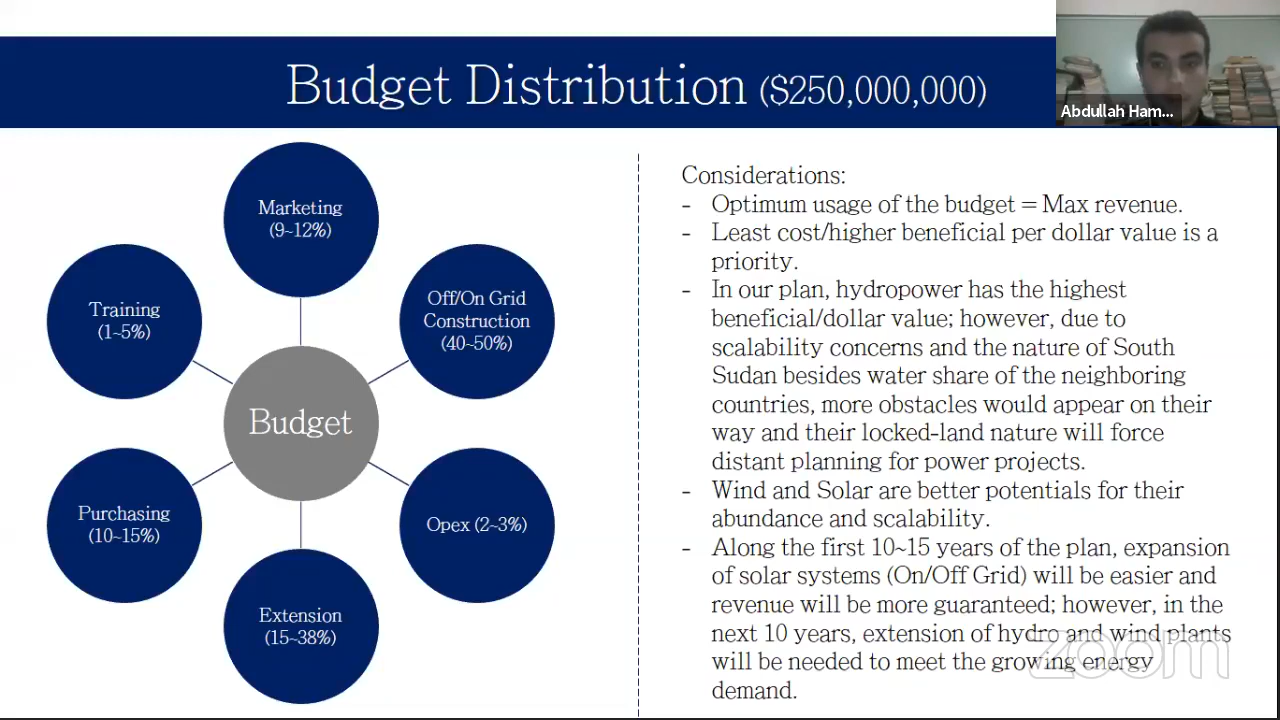 Budget Distribution ($250,000,000)
Abdullah Ham...
Marketing
(9~12%)
Off/On Grid
Construction
(40~50%)
Opex (2~3%)
Extension
(15~38%)
Purchasing
(10~15%)
Training
(1~5%)
Budget
Considerations:
- Optimum usage of the budget = Max revenue.
- Least cost/higher beneficial per dollar value is a
priority.
- In our plan, hydropower has the highest
beneficial/dollar value; however, due to
scalability concerns and the nature of South
Sudan besides water share of the neighboring
countries, more obstacles would appear on their
way and their locked-land nature will force
distant planning for power projects.
- Wind and Solar are better potentials for their
abundance and scalability.
- Along the first 10~15 years of the plan, expansion
of solar systems (On/Off Grid) will be easier and
revenue will be more guaranteed; however, in the
next 10 years, extension of hydro and wind plants
will be needed to meet the growing energy
demand.
zoom